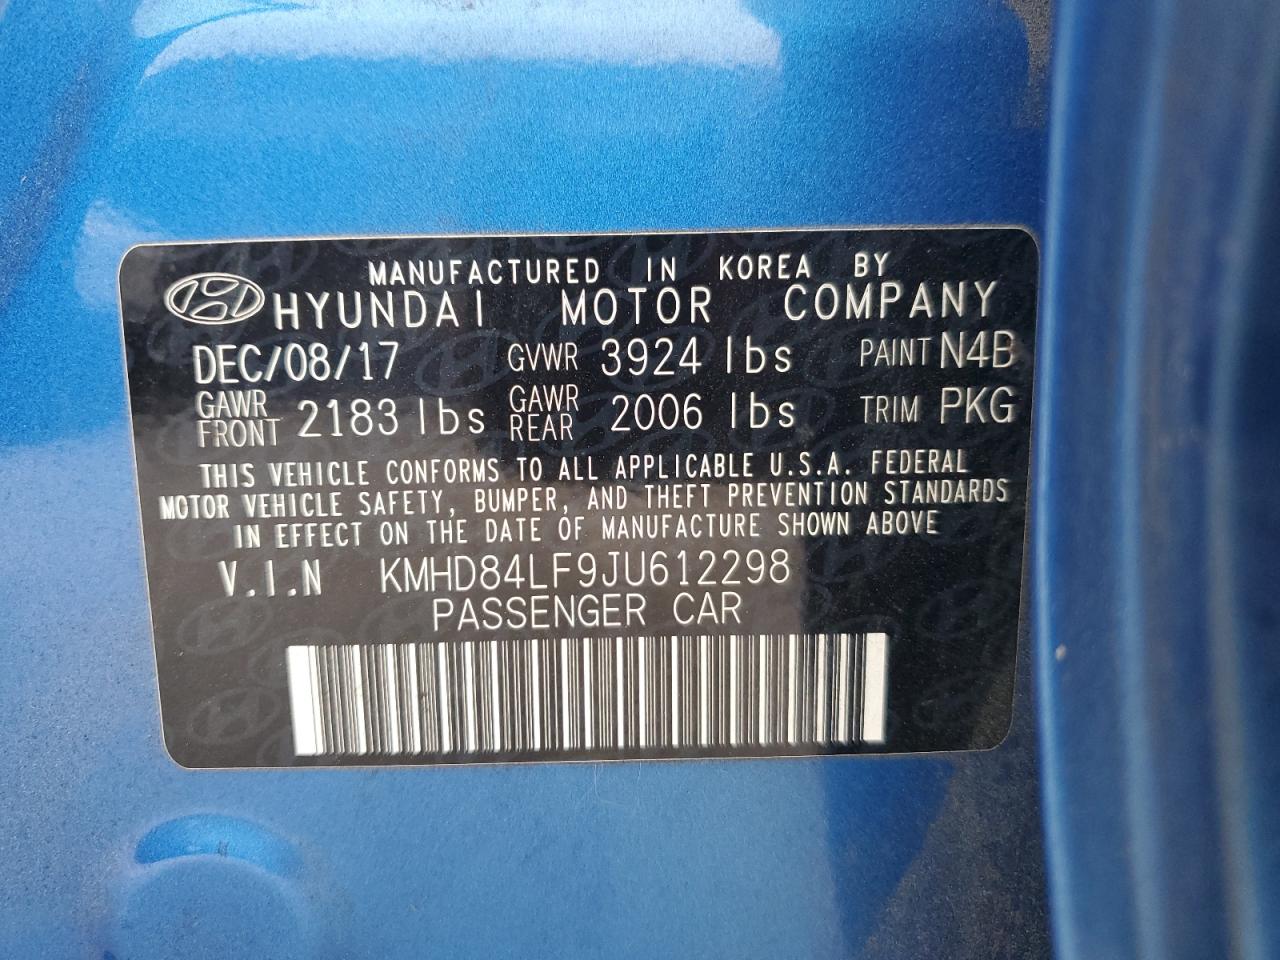 MANUFACTURED IN KOREA BY
HYUNDAI MOTOR COMPANY
DEC/08/17 GVWR 3924 lbs PAINT N4B
GAWR FRONT 2183 lbs GAWR REAR 2006 lbs TRIM PKG
THIS VEHICLE CONFORMS TO ALL APPLICABLE U.S.A. FEDERAL
MOTOR VEHICLE SAFETY, BUMPER, AND THEFT PREVENTION STANDARDS
IN EFFECT ON THE DATE OF MANUFACTURE SHOWN ABOVE
V.I.N KMHD84LF9JU612298
PASSENGER CAR